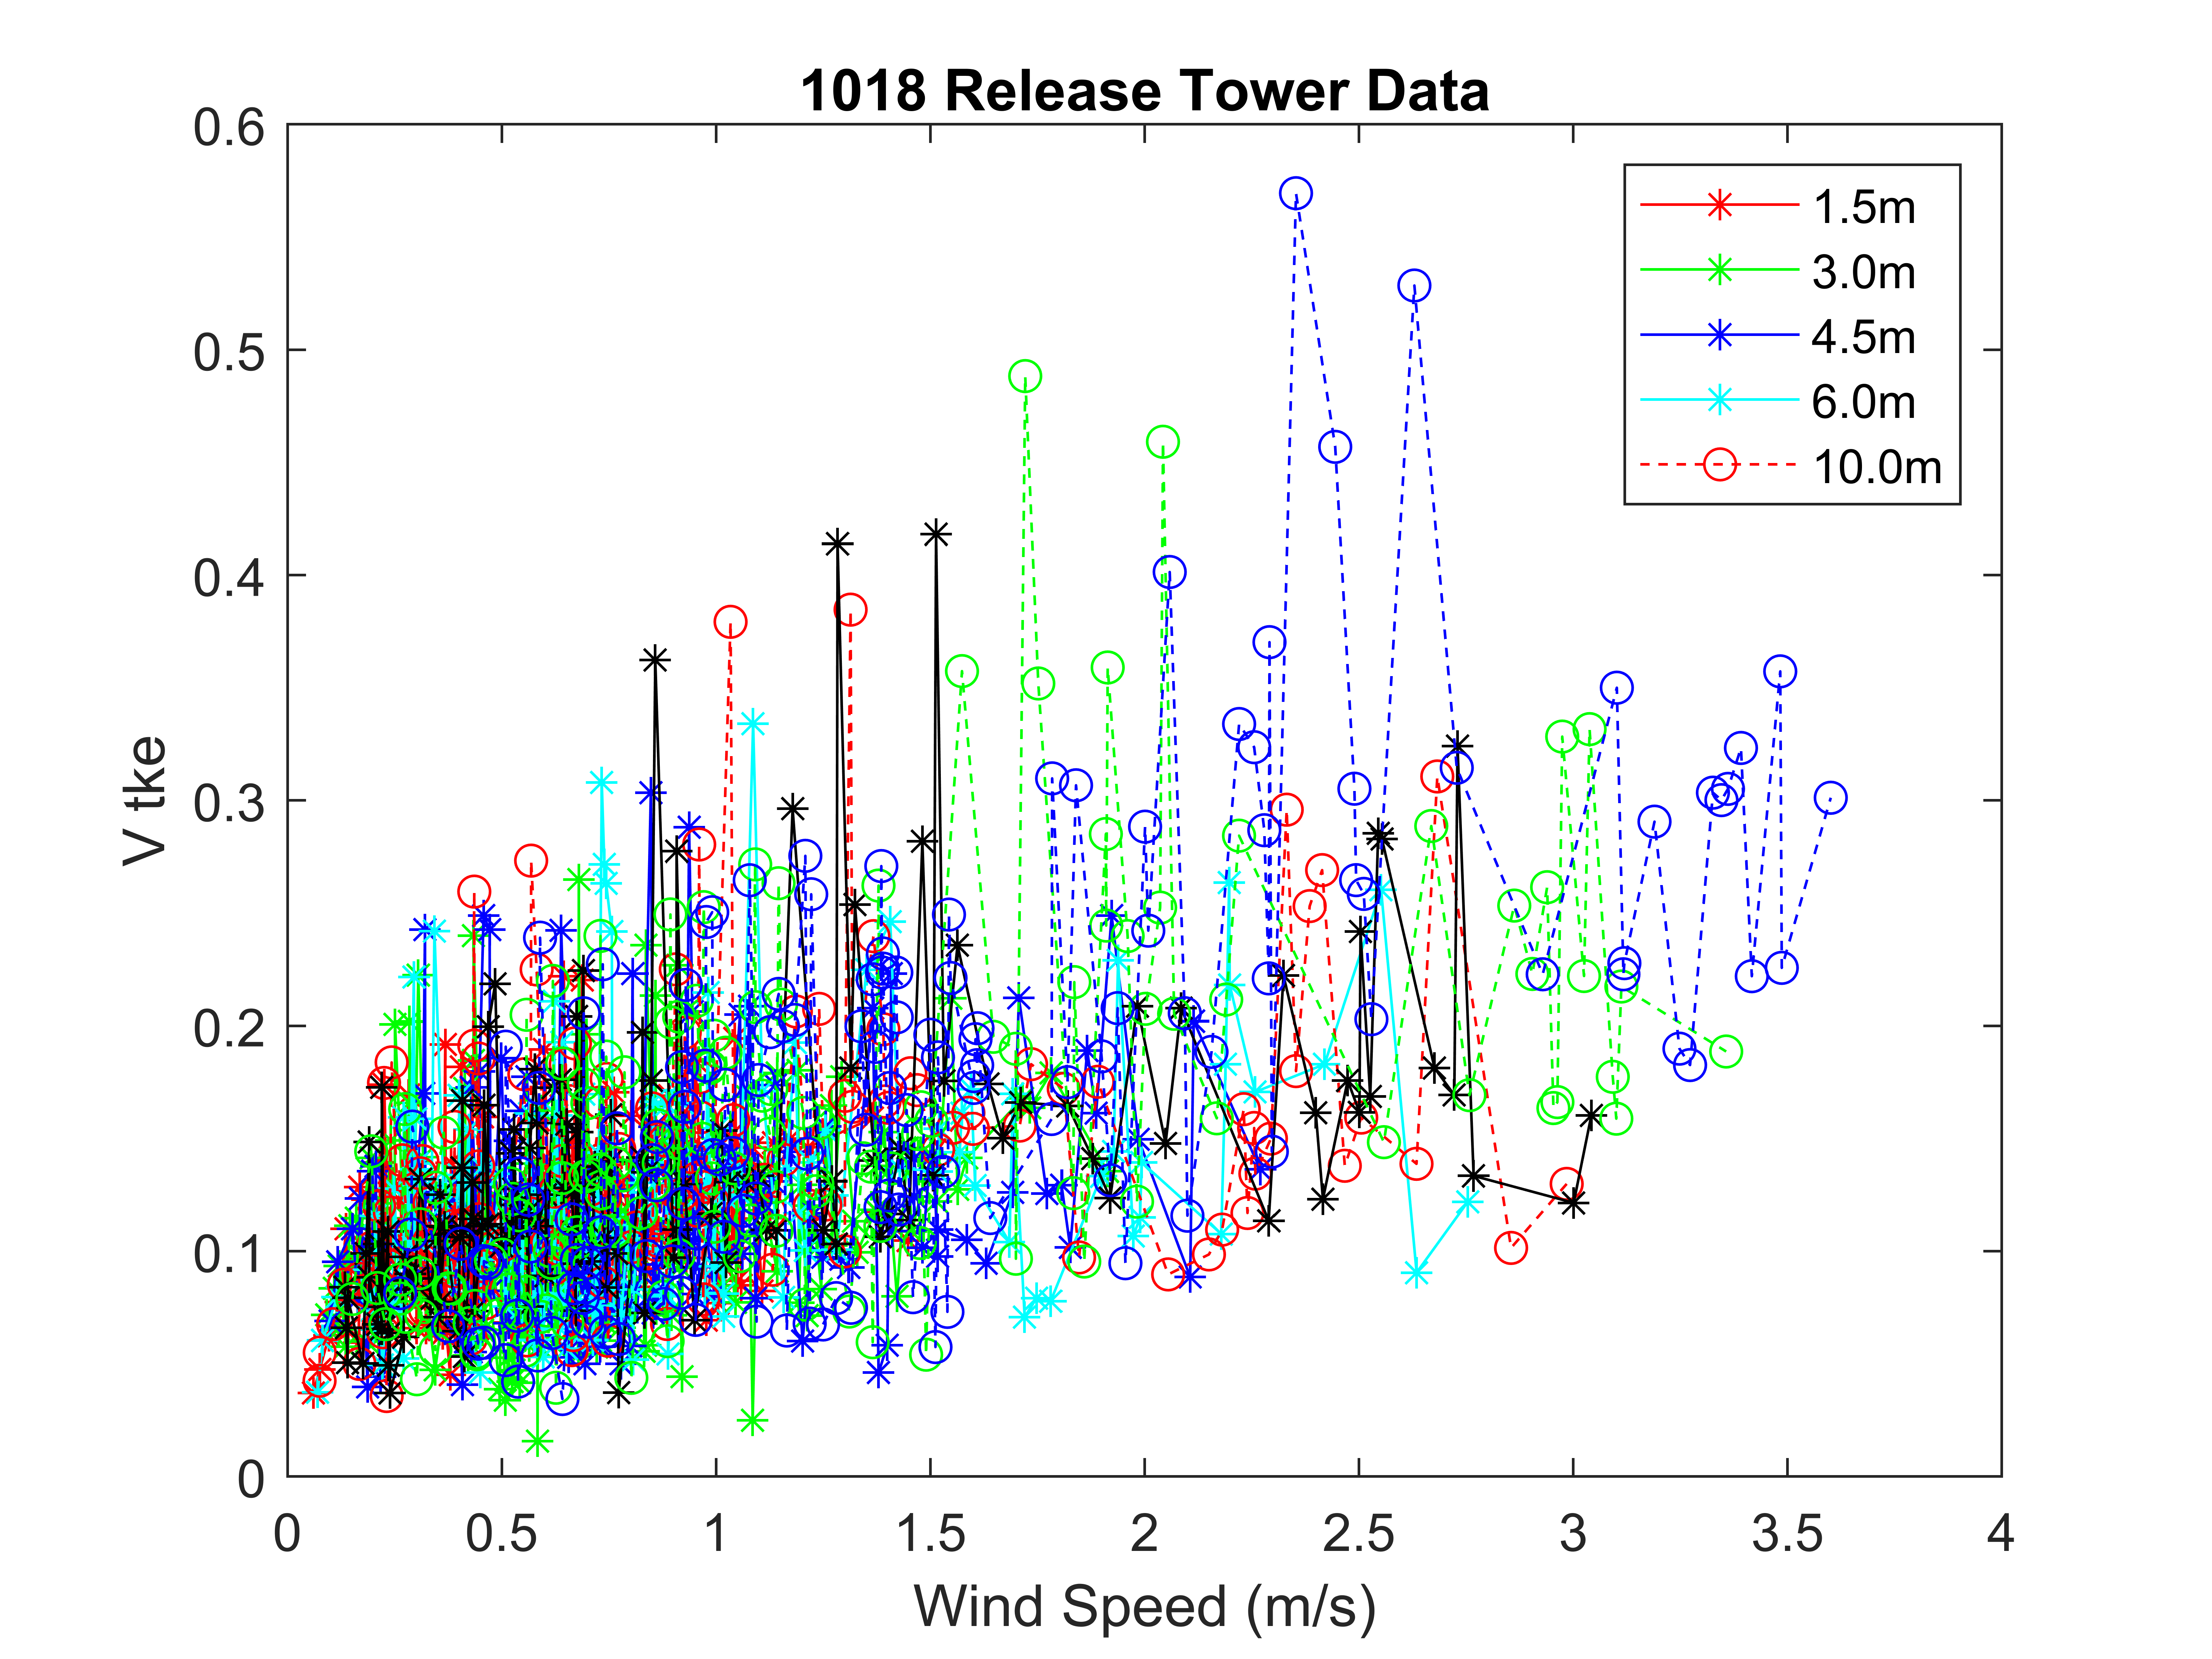 1018 Release Tower Data
0.6
0.5
0.4
0.3
0.2
0.1
0
V tke
1.5m
3.0m
4.5m
6.0m
10.0m
0 0.5 1 1.5 2 2.5 3 3.5 4
Wind Speed (m/s)